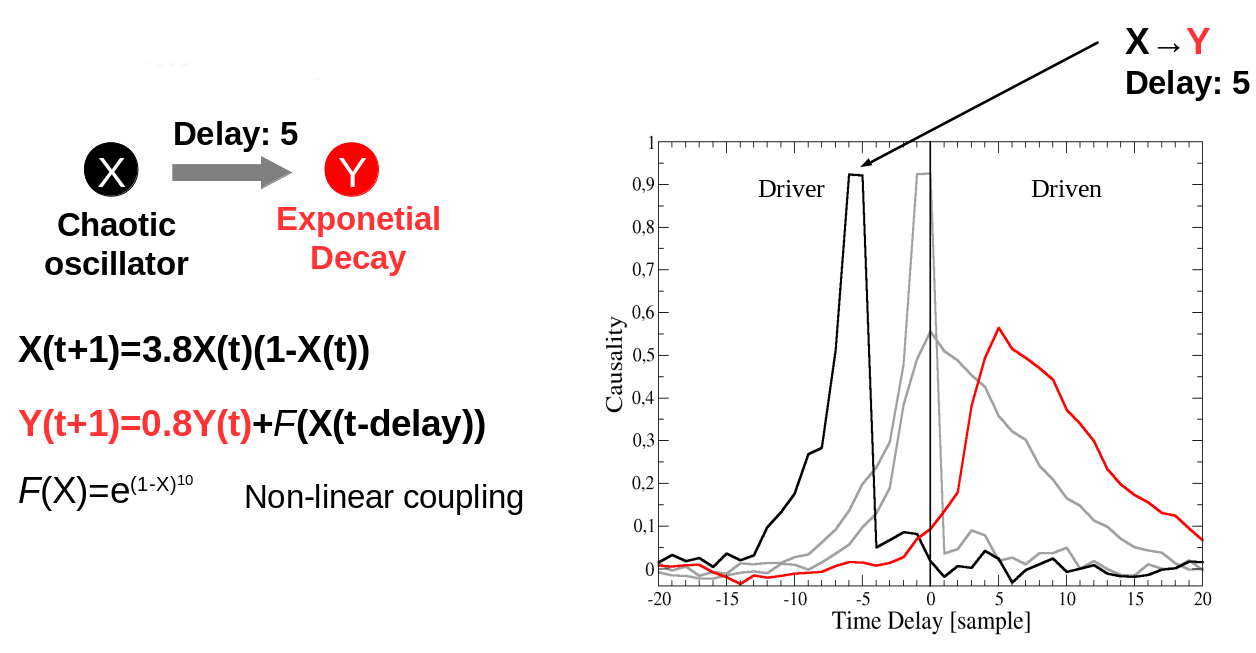 Delay: 5
X
Y
Chaotic
oscillator
Exponetial
Decay
X(t+1)=3.8X(t)(1-X(t))
Y(t+1)=0.8Y(t)+F(X(t-delay))
F(X)=e(1-X)10
Non-linear coupling
X→Y
Delay: 5
Driver
Driven
Causality
1
0,9
0,8
0,7
0,6
0,5
0,4
0,3
0,2
0,1
0
-20 -15 -10 -5 0 5 10 15 20
Time Delay [sample]